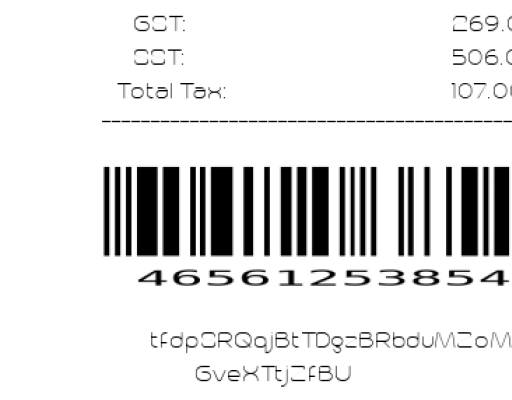 GST: 269.0
SST: 506.0
Total Tax: 107.00
46561253854
tfdpSRQqjBtTDgzBRbduMZoM
GveXTtjZfBU